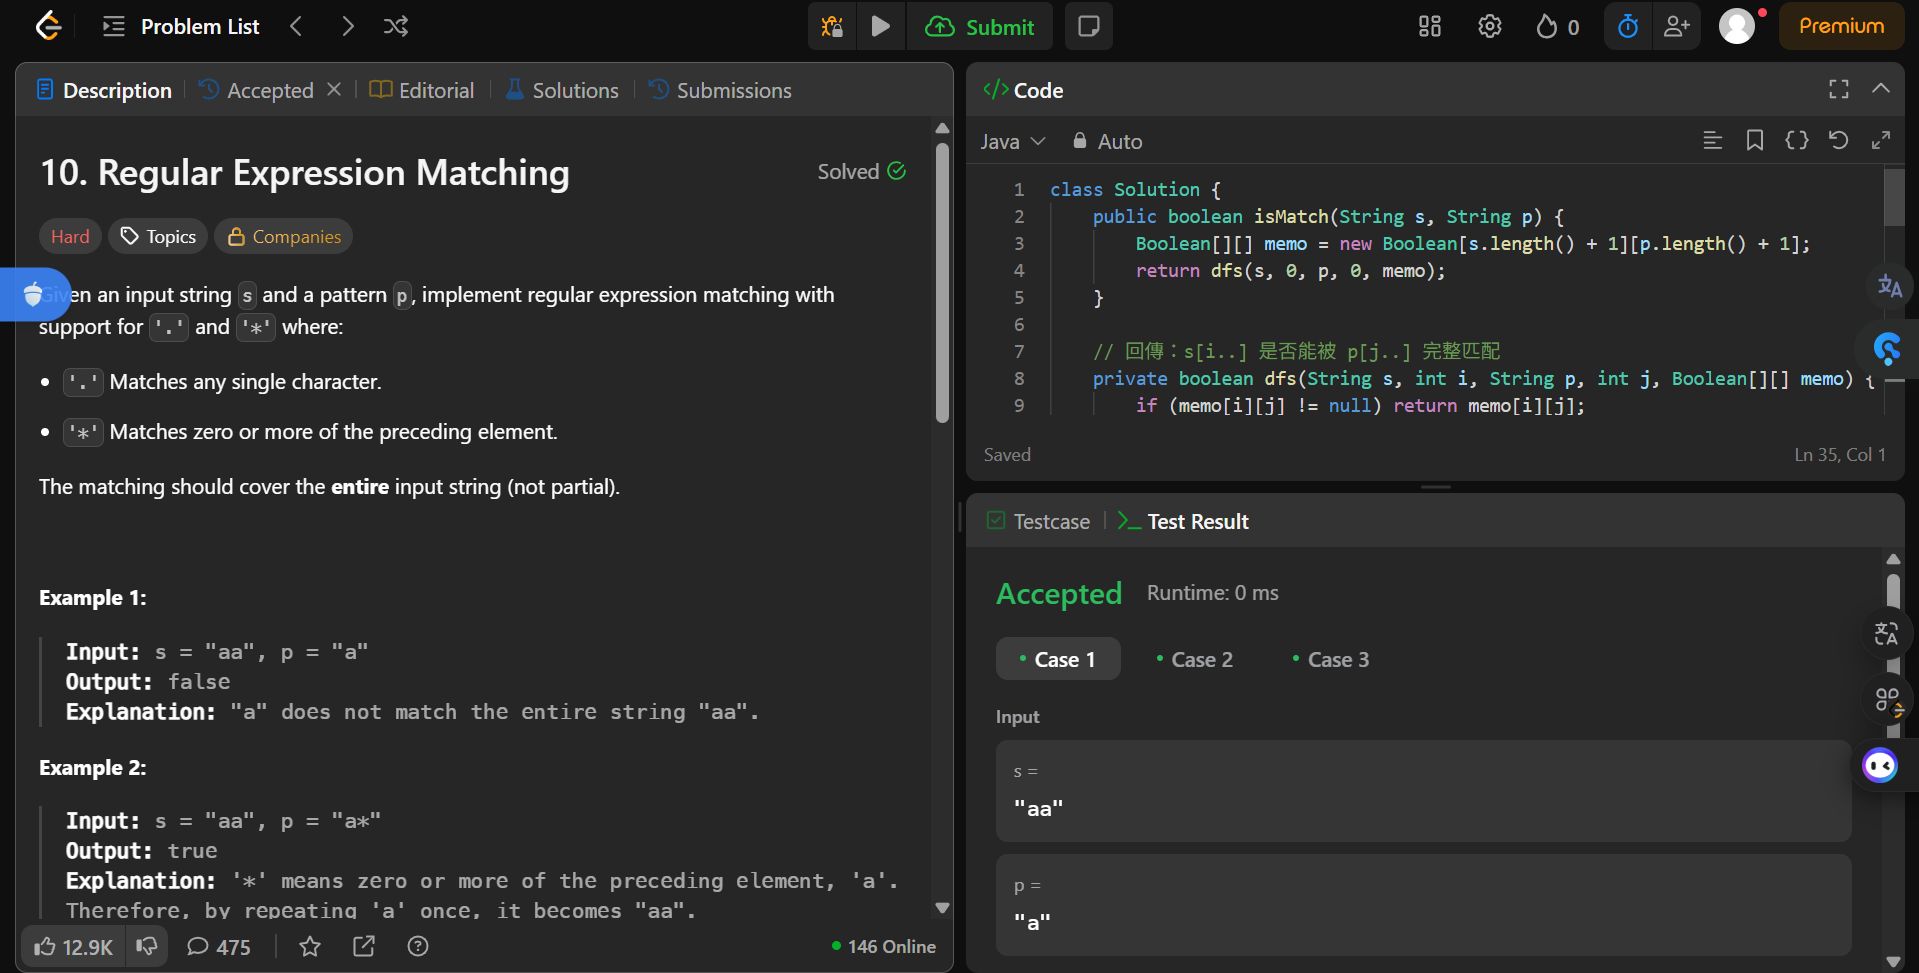 Problem List
Submit
0
Premium
Description
Accepted
Editorial
Solutions
Submissions
10. Regular Expression Matching
Solved
Hard
Topics
Companies
Given an input string s and a pattern p, implement regular expression matching with
support for '.' and '*' where:
'.' Matches any single character.
'*' Matches zero or more of the preceding element.
The matching should cover the entire input string (not partial).
Example 1:
Input: s = "aa", p = "a"
Output: false
Explanation: "a" does not match the entire string "aa".
Example 2:
Input: s = "aa", p = "a*"
Output: true
Explanation: '*' means zero or more of the preceding element, 'a'.
Therefore, by repeating 'a' once, it becomes "aa".
12.9K
475
146 Online
</> Code
Java
Auto
1 class Solution {
2 public boolean isMatch(String s, String p) {
3 Boolean[][] memo = new Boolean[s.length() + 1][p.length() + 1];
4 return dfs(s, 0, p, 0, memo);
5 }
6
7 // 回傳：s[i..] 是否能被 p[j..] 完整匹配
8 private boolean dfs(String s, int i, String p, int j, Boolean[][] memo) {
9 if (memo[i][j] != null) return memo[i][j];
Saved
Ln 35, Col 1
Testcase
Test Result
Accepted
Runtime: 0 ms
Case 1
Case 2
Case 3
Input
s =
"aa"
p =
"a"